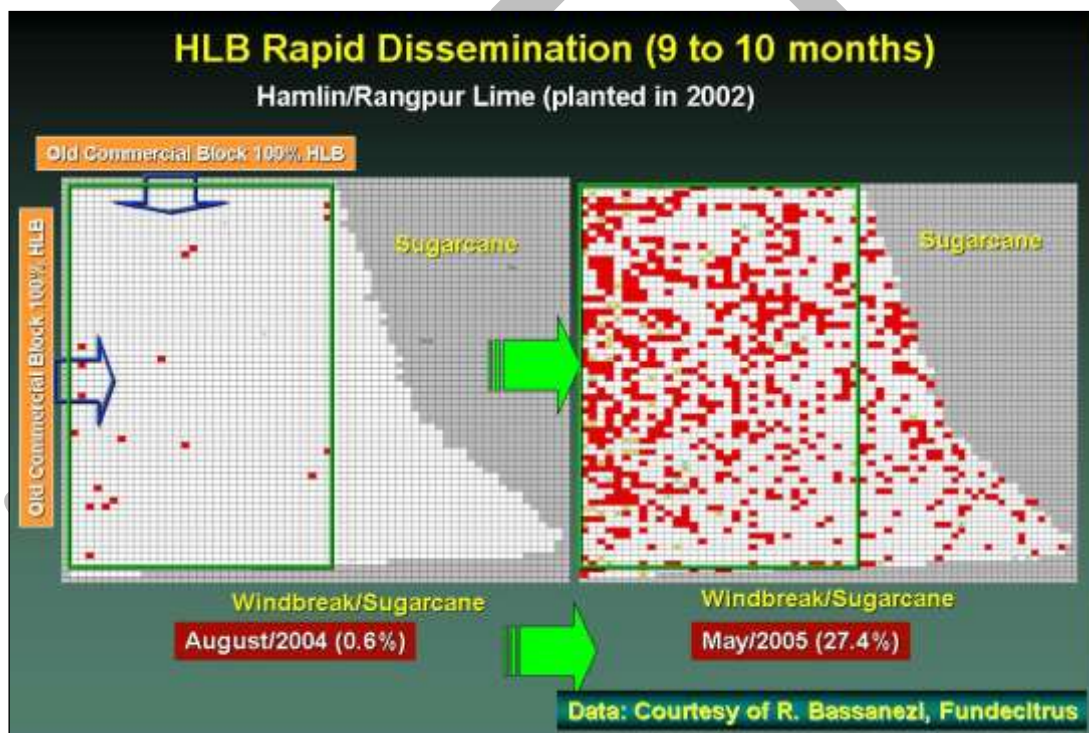 HLB Rapid Dissemination (9 to 10 months)
Hamlin/Rangpur Lime (planted in 2002)
Old Commercial Block 100% HLB
Old Commercial Block 100% HLB
Sugarcane
Sugarcane
Windbreak/Sugarcane
Windbreak/Sugarcane
August/2004 (0.6%)
May/2005 (27.4%)
Data: Courtesy of R. Bassanezi, Fundecitrus